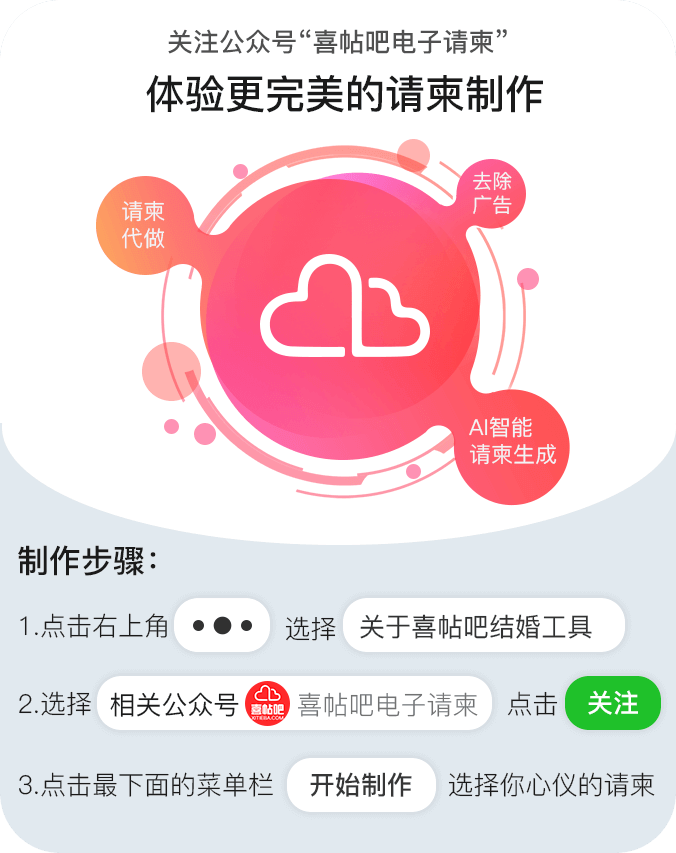 关注公众号“喜帖吧电子请柬”
体验更完美的请柬制作
请柬
代做
去除
广告
AI智能
请柬生成
制作步骤：
1.点击右上角 ●●● 选择 关于喜帖吧结婚工具
2.选择 相关公众号 喜帖吧 XITIEBA.COM 喜帖吧电子请柬 点击 关注
3.点击最下面的菜单栏 开始制作 选择你心仪的请柬